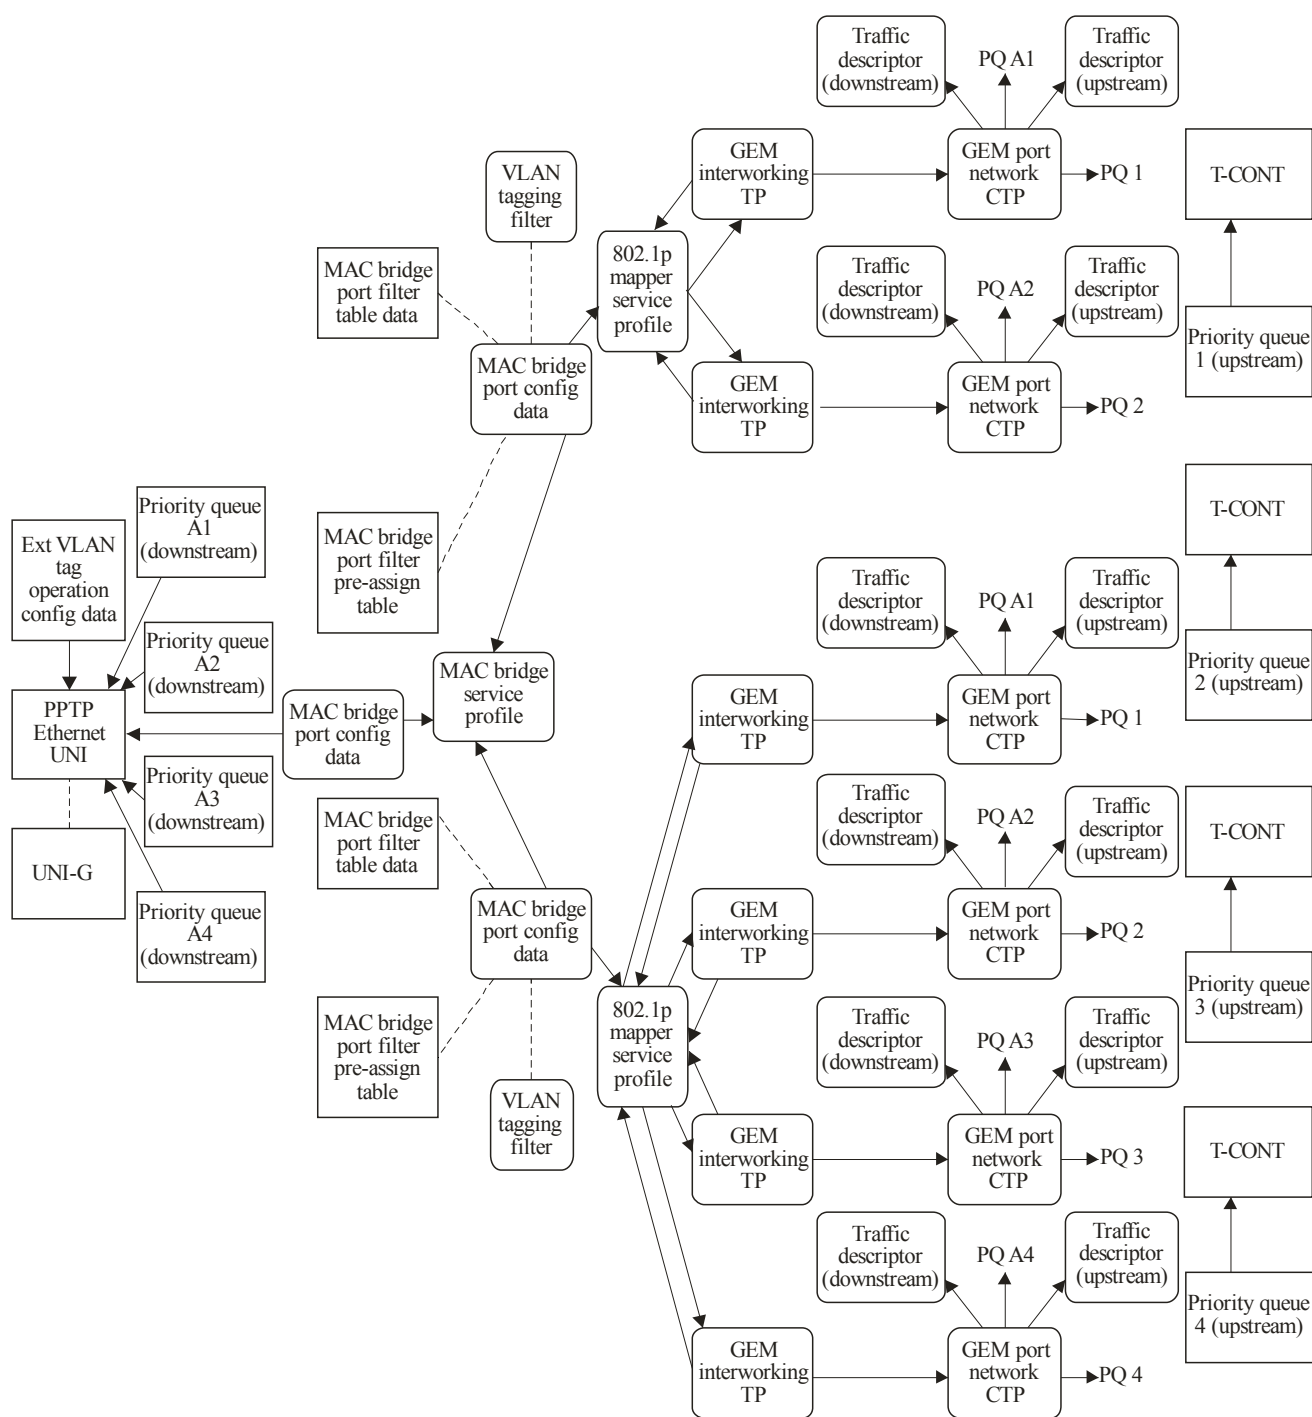 Traffic
descriptor
(downstream)
PQ A1
Traffic
descriptor
(upstream)
VLAN
tagging
filter
GEM
interworking
TP
GEM port
network
CTP
PQ 1
T-CONT
MAC bridge
port filter
table data
802.1p
mapper
service
profile
Traffic
descriptor
(downstream)
PQ A2
Traffic
descriptor
(upstream)
MAC bridge
port config
data
GEM
interworking
TP
GEM port
network
CTP
PQ 2
Priority queue
1 (upstream)
Ext VLAN
tag
operation
config data
Priority queue
A1
(downstream)
MAC bridge
port filter
pre-assign
table
T-CONT
Traffic
descriptor
(downstream)
PQ A1
Traffic
descriptor
(upstream)
Priority queue
A2
(downstream)
PPTP
Ethernet
UNI
MAC bridge
port config
data
MAC bridge
service
profile
GEM
interworking
TP
GEM port
network
CTP
PQ 1
Priority queue
2 (upstream)
Priority queue
A3
(downstream)
MAC bridge
port filter
table data
Traffic
descriptor
(downstream)
PQ A2
Traffic
descriptor
(upstream)
T-CONT
UNI-G
Priority queue
A4
(downstream)
MAC bridge
port config
data
GEM
interworking
TP
GEM port
network
CTP
PQ 2
MAC bridge
port filter
pre-assign
table
802.1p
mapper
service
profile
Traffic
descriptor
(downstream)
PQ A3
Traffic
descriptor
(upstream)
Priority queue
3 (upstream)
VLAN
tagging
filter
GEM
interworking
TP
GEM port
network
CTP
PQ 3
T-CONT
Traffic
descriptor
(downstream)
PQ A4
Traffic
descriptor
(upstream)
GEM
interworking
TP
GEM port
network
CTP
PQ 4
Priority queue
4 (upstream)